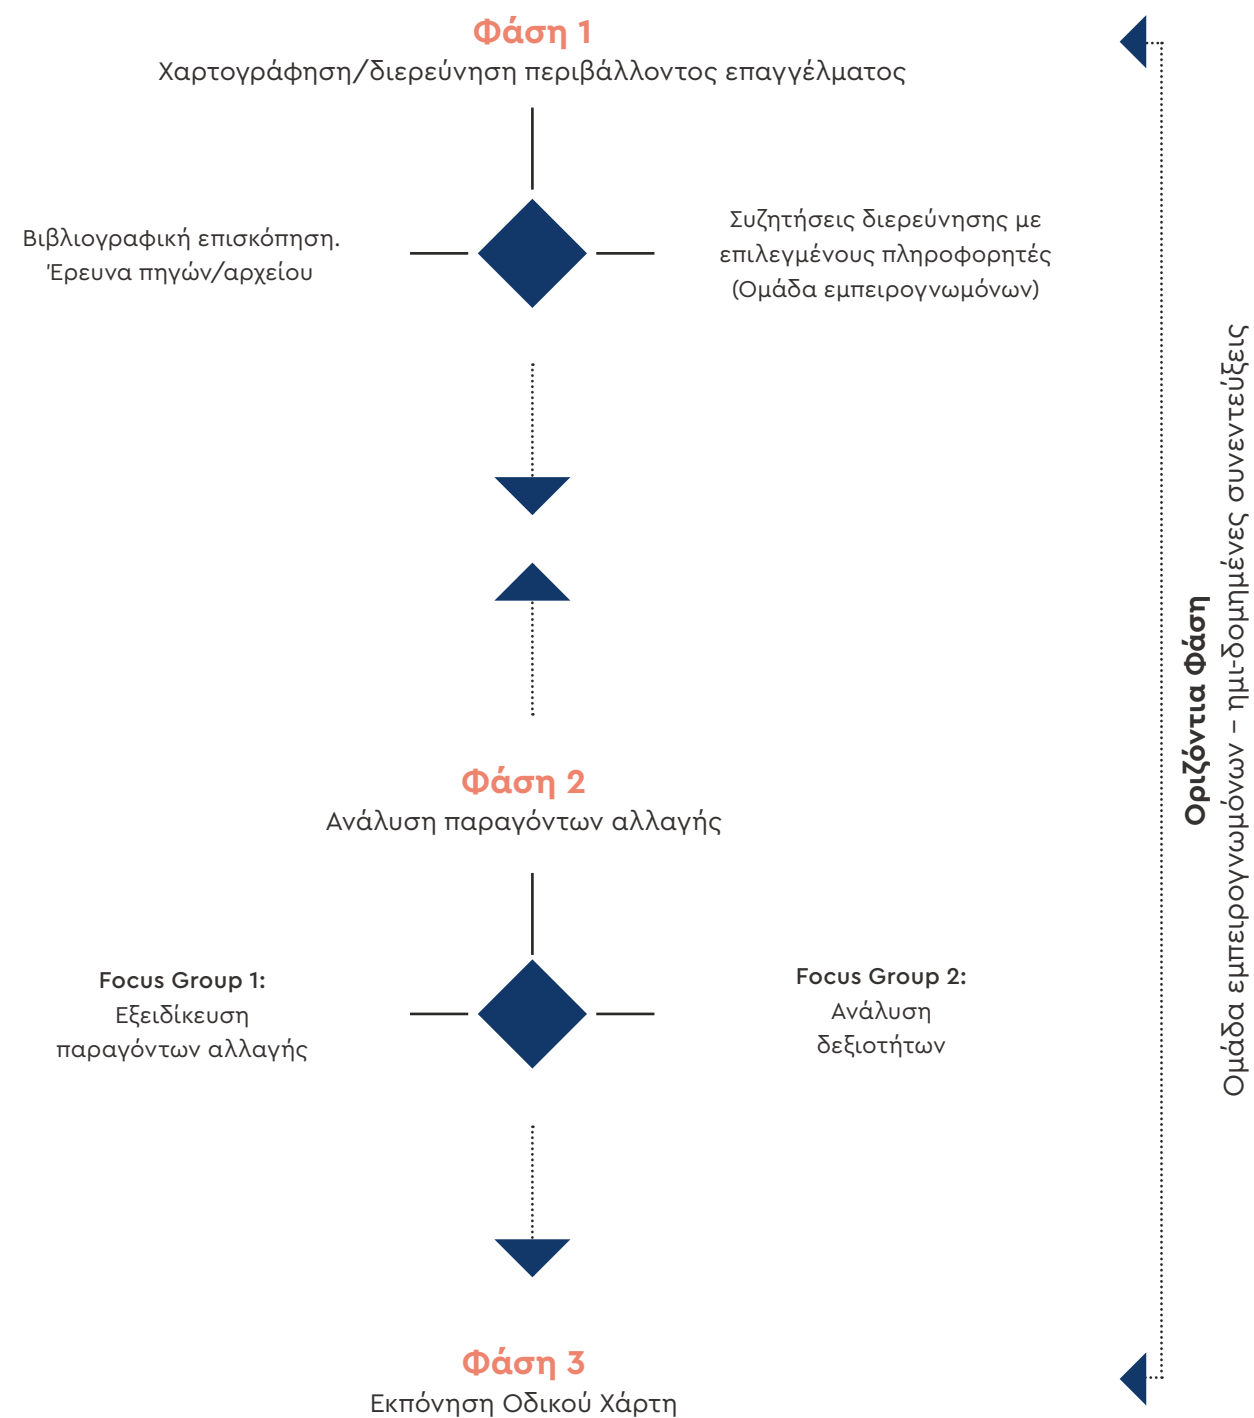 Φάση 1
Χαρτογράφηση/διερεύνηση περιβάλλοντος επαγγέλματος
Βιβλιογραφική επισκόπηση.
Έρευνα πηγών/αρχείου
Συζητήσεις διερεύνησης με
επιλεγμένους πληροφορητές
(Ομάδα εμπειρογνωμόνων)
Φάση 2
Ανάλυση παραγόντων αλλαγής
Focus Group 1:
Εξειδίκευση
παραγόντων αλλαγής
Focus Group 2:
Ανάλυση
δεξιοτήτων
Φάση 3
Εκπόνηση Οδικού Χάρτη
Οριζόντια Φάση
Ομάδα εμπειρογνωμόνων – ημι-δομημένες συνεντεύξεις